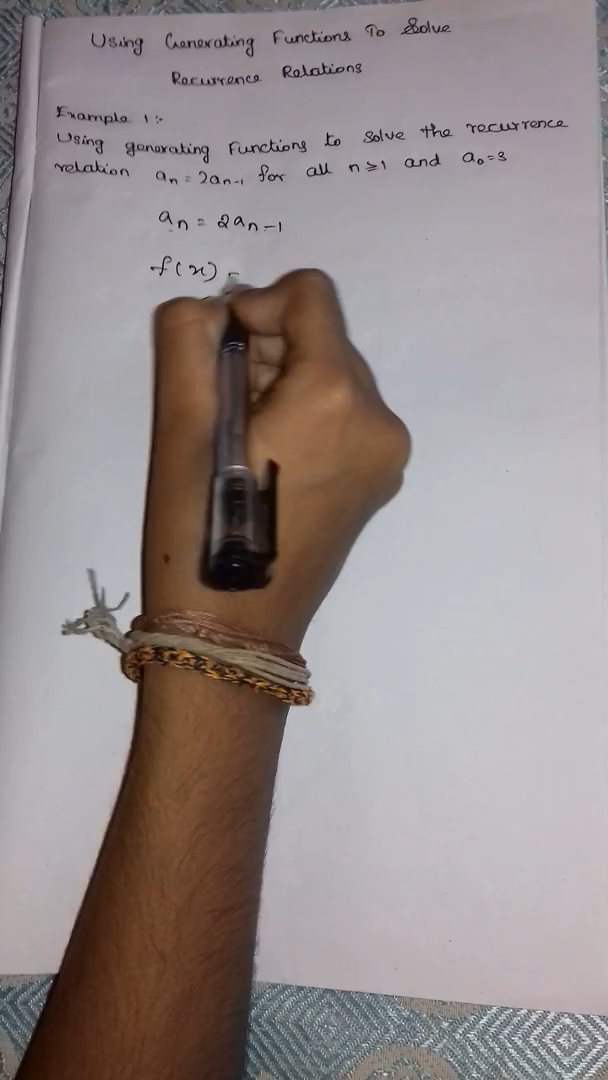 Using Generating Functions To Solve
Recurrence Relations
Example 1:-
Using generating Functions to solve the recurrence
relation aₙ = 2aₙ₋₁ for all n ≥ 1 and a₀ = 3
aₙ = 2aₙ₋₁
f(x) =